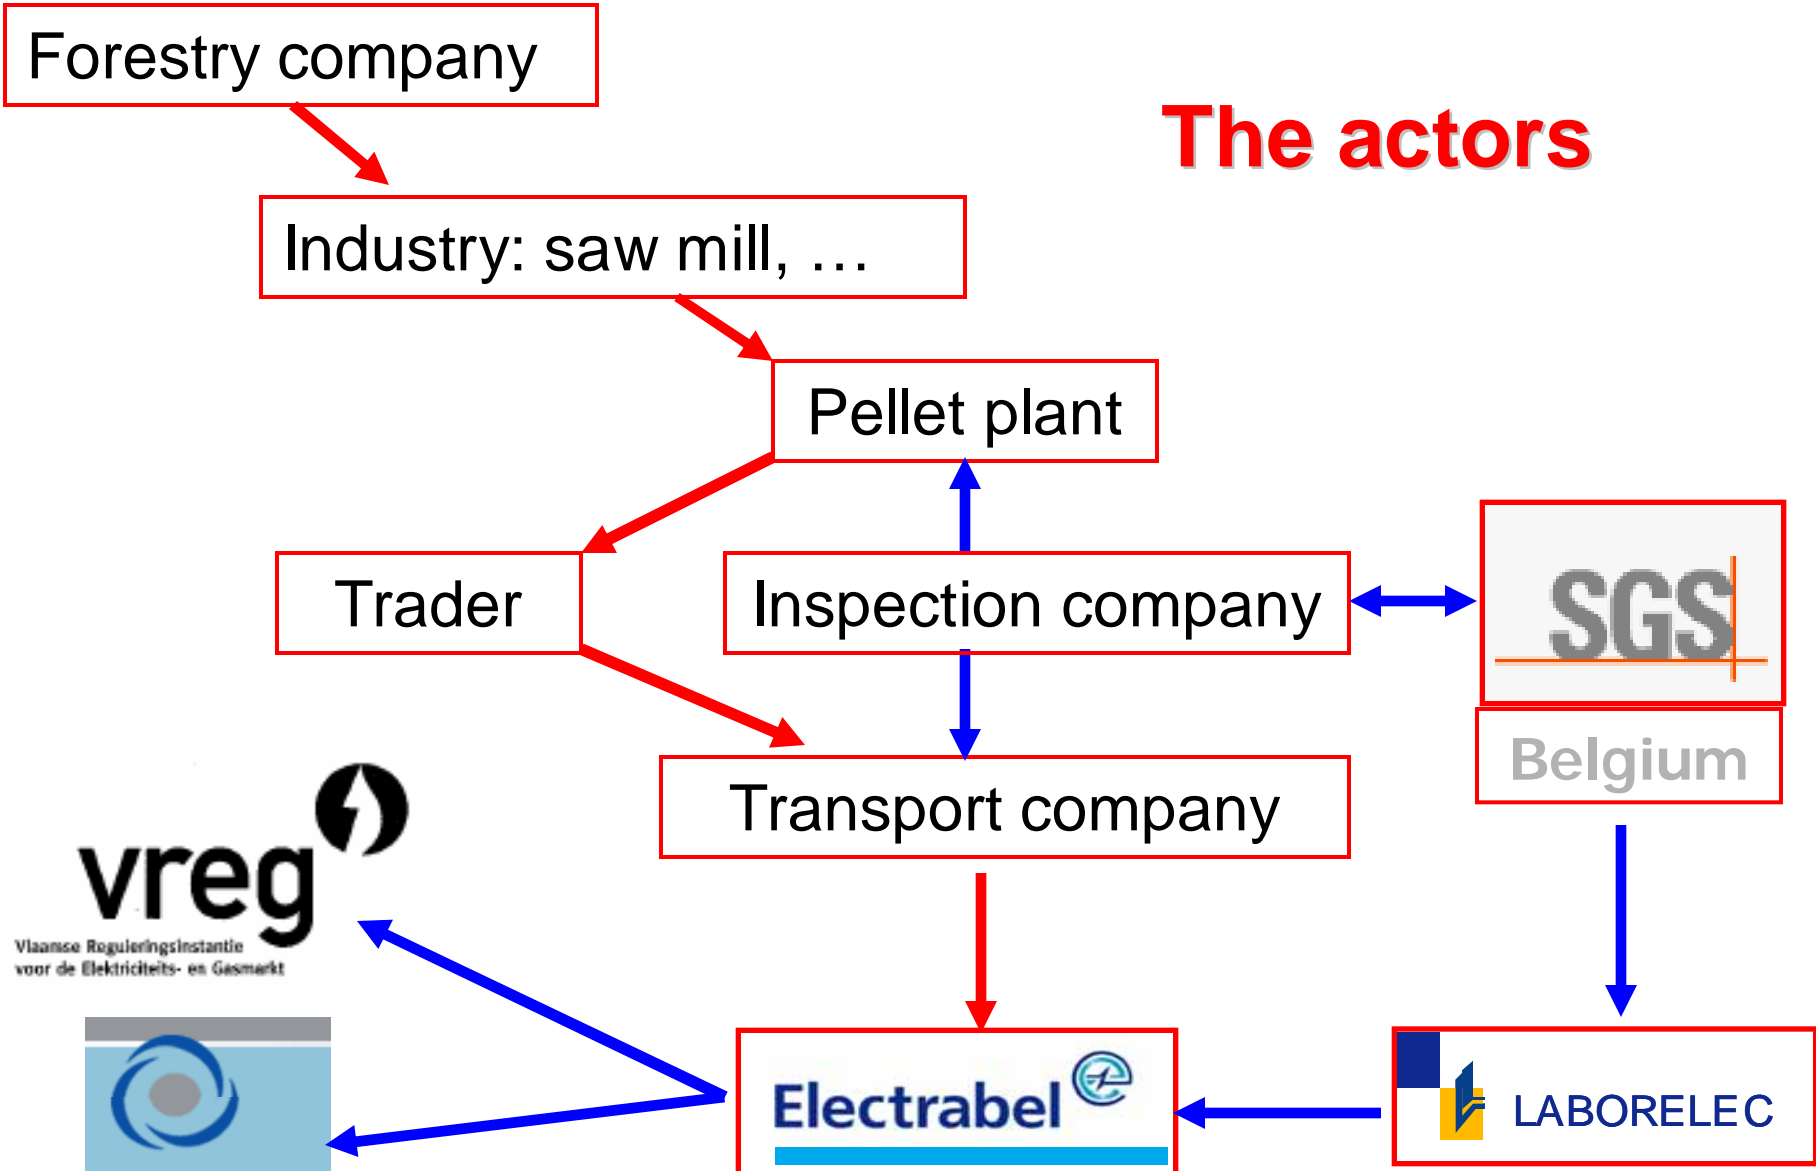 Forestry company
The actors
Industry: saw mill, …
Pellet plant
Trader
Inspection company
SGS
Belgium
Transport company
vreg
Vlaamse Reguleringsinstantie
voor de Elektriciteits- en Gasmarkt
Electrabel
LABORELEC